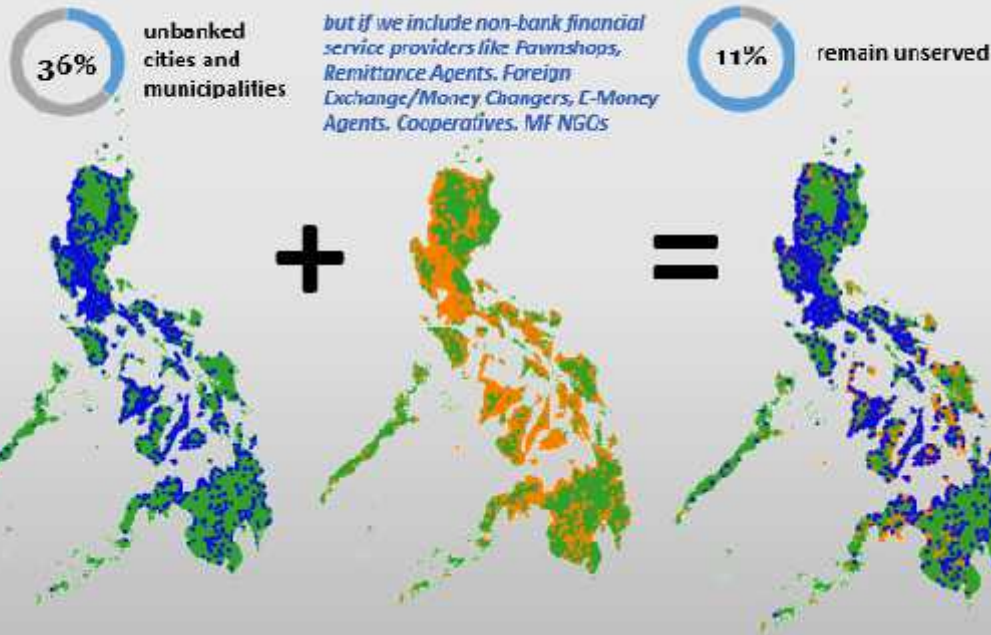 36%
unbanked
cities and
municipalities
but if we include non-bank financial
service providers like Pawnshops,
Remittance Agents. Foreign
Exchange/Money Changers, E-Money
Agents. Cooperatives. MF NGOs
11%
remain unserved
+
=